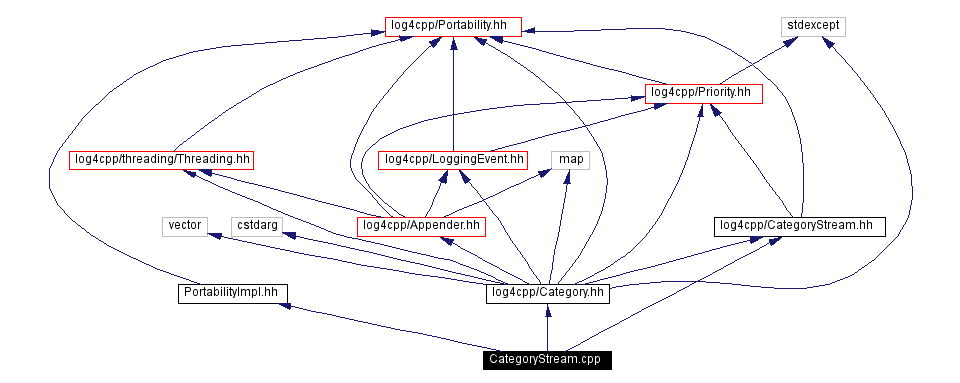 log4cpp/Portability.hh
stdexcept
log4cpp/Priority.hh
log4cpp/threading/Threading.hh
log4cpp/LoggingEvent.hh
map
vector
cstdarg
log4cpp/Appender.hh
log4cpp/CategoryStream.hh
PortabilityImpl.hh
log4cpp/Category.hh
CategoryStream.cpp